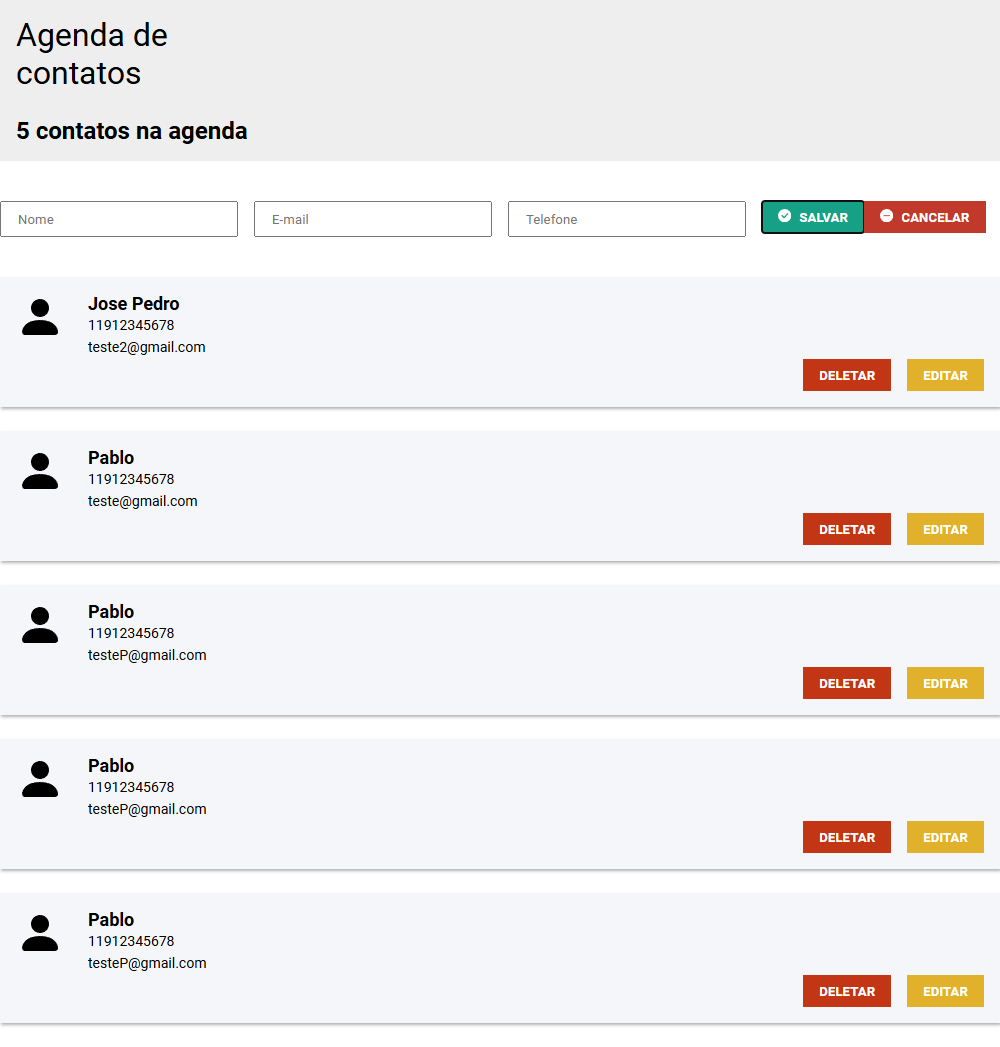 Agenda de
contatos
5 contatos na agenda
Nome E-mail Telefone SALVAR CANCELAR
Jose Pedro
11912345678
teste2@gmail.com
DELETAR EDITAR
Pablo
11912345678
teste@gmail.com
DELETAR EDITAR
Pablo
11912345678
testeP@gmail.com
DELETAR EDITAR
Pablo
11912345678
testeP@gmail.com
DELETAR EDITAR
Pablo
11912345678
testeP@gmail.com
DELETAR EDITAR